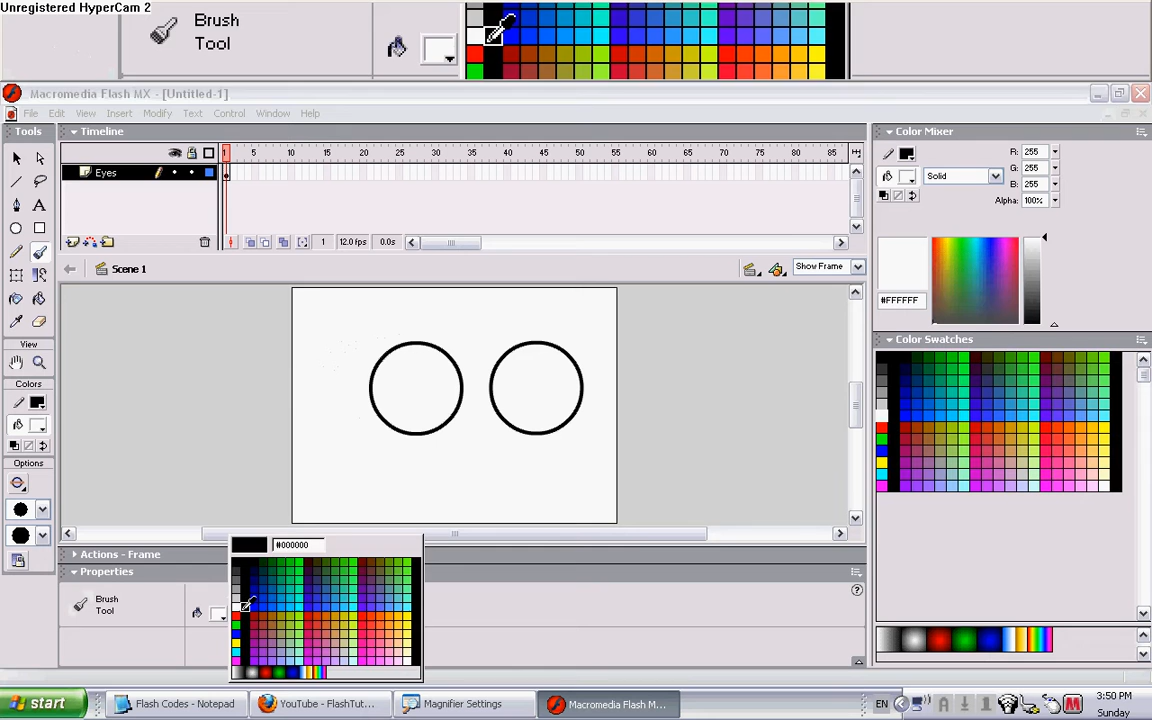 Unregistered HyperCam 2
Brush
Tool
Macromedia Flash MX - [Untitled-1]
File Edit View Insert Modify Text Control Window Help
Tools
Timeline
1 5 10 15 20 25 30 35 40 45 50 55 60 65 70 75 80 85
Eyes
1 12.0 fps 0.0s
Scene 1
Show Frame
View
Colors
Options
Color Mixer
R: 255
Solid
G: 255
B: 255
Alpha: 100%
#FFFFFF
Color Swatches
#000000
Actions - Frame
Properties
Brush
Tool
start
Flash Codes - Notepad
YouTube - FlashTut...
Magnifier Settings
Macromedia Flash M...
EN
3:50 PM
Sunday